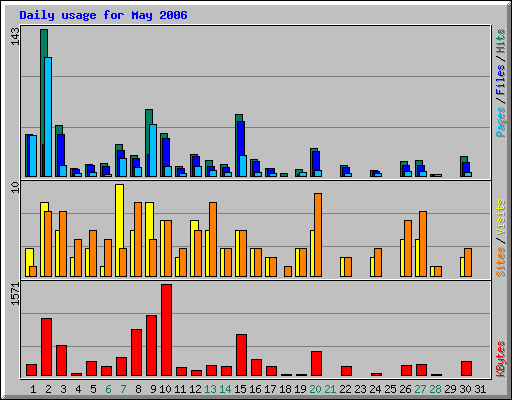 Daily usage for May 2006
143
Pages / Files / Hits
10
Sites / Visits
1571
KBytes
1 2 3 4 5 6 7 8 9 10 11 12 13 14 15 16 17 18 19 20 21 22 23 24 25 26 27 28 29 30 31